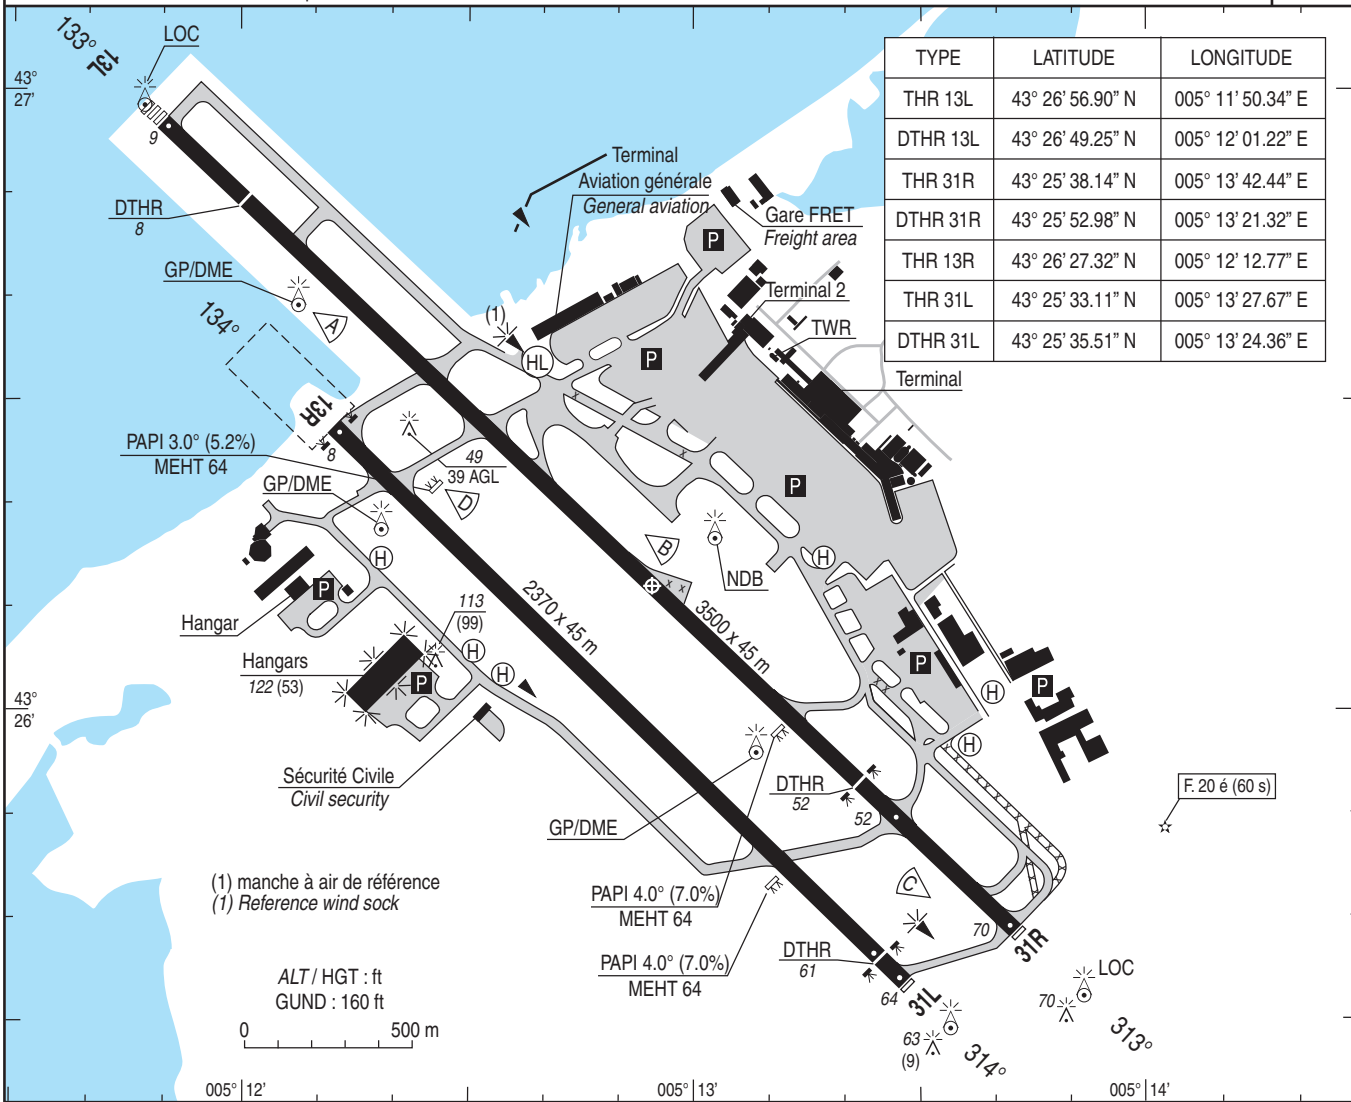 133°
13L
LOC
43°
27'
9
DTHR
8
GP/DME
134°
A
Terminal
Aviation générale
General aviation
Gare FRET
Freight area
P
TYPE LATITUDE LONGITUDE
THR 13L 43° 26' 56.90" N 005° 11' 50.34" E
DTHR 13L 43° 26' 49.25" N 005° 12' 01.22" E
THR 31R 43° 25' 38.14" N 005° 13' 42.44" E
DTHR 31R 43° 25' 52.98" N 005° 13' 21.32" E
THR 13R 43° 26' 27.32" N 005° 12' 12.77" E
THR 31L 43° 25' 33.11" N 005° 13' 27.67" E
DTHR 31L 43° 25' 35.51" N 005° 13' 24.36" E
(1)
HL
P
Terminal 2
TWR
Terminal
13R
8
PAPI 3.0° (5.2%)
MEHT 64
GP/DME
49
39 AGL
D
P
B
NDB
H
H
P
Hangar
2370 x 45 m
3500 x 45 m
113
(99)
H
H
Hangars
122 (53)
P
P
P
H
H
43°
26'
Sécurité Civile
Civil security
DTHR
52
52
GP/DME
F. 20 é (60 s)
(1) manche à air de référence
(1) Reference wind sock
PAPI 4.0° (7.0%)
MEHT 64
C
PAPI 4.0° (7.0%)
MEHT 64
DTHR
61
70
31R
64
31L
LOC
70
313°
63
(9)
314°
ALT / HGT : ft
GUND : 160 ft
0 500 m
005° 12' 005° 13' 005° 14'